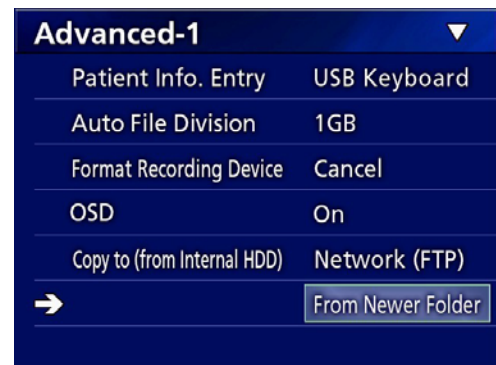 Advanced-1 ▼
Patient Info. Entry USB Keyboard
Auto File Division 1GB
Format Recording Device Cancel
OSD On
Copy to (from Internal HDD) Network (FTP)
➔ From Newer Folder